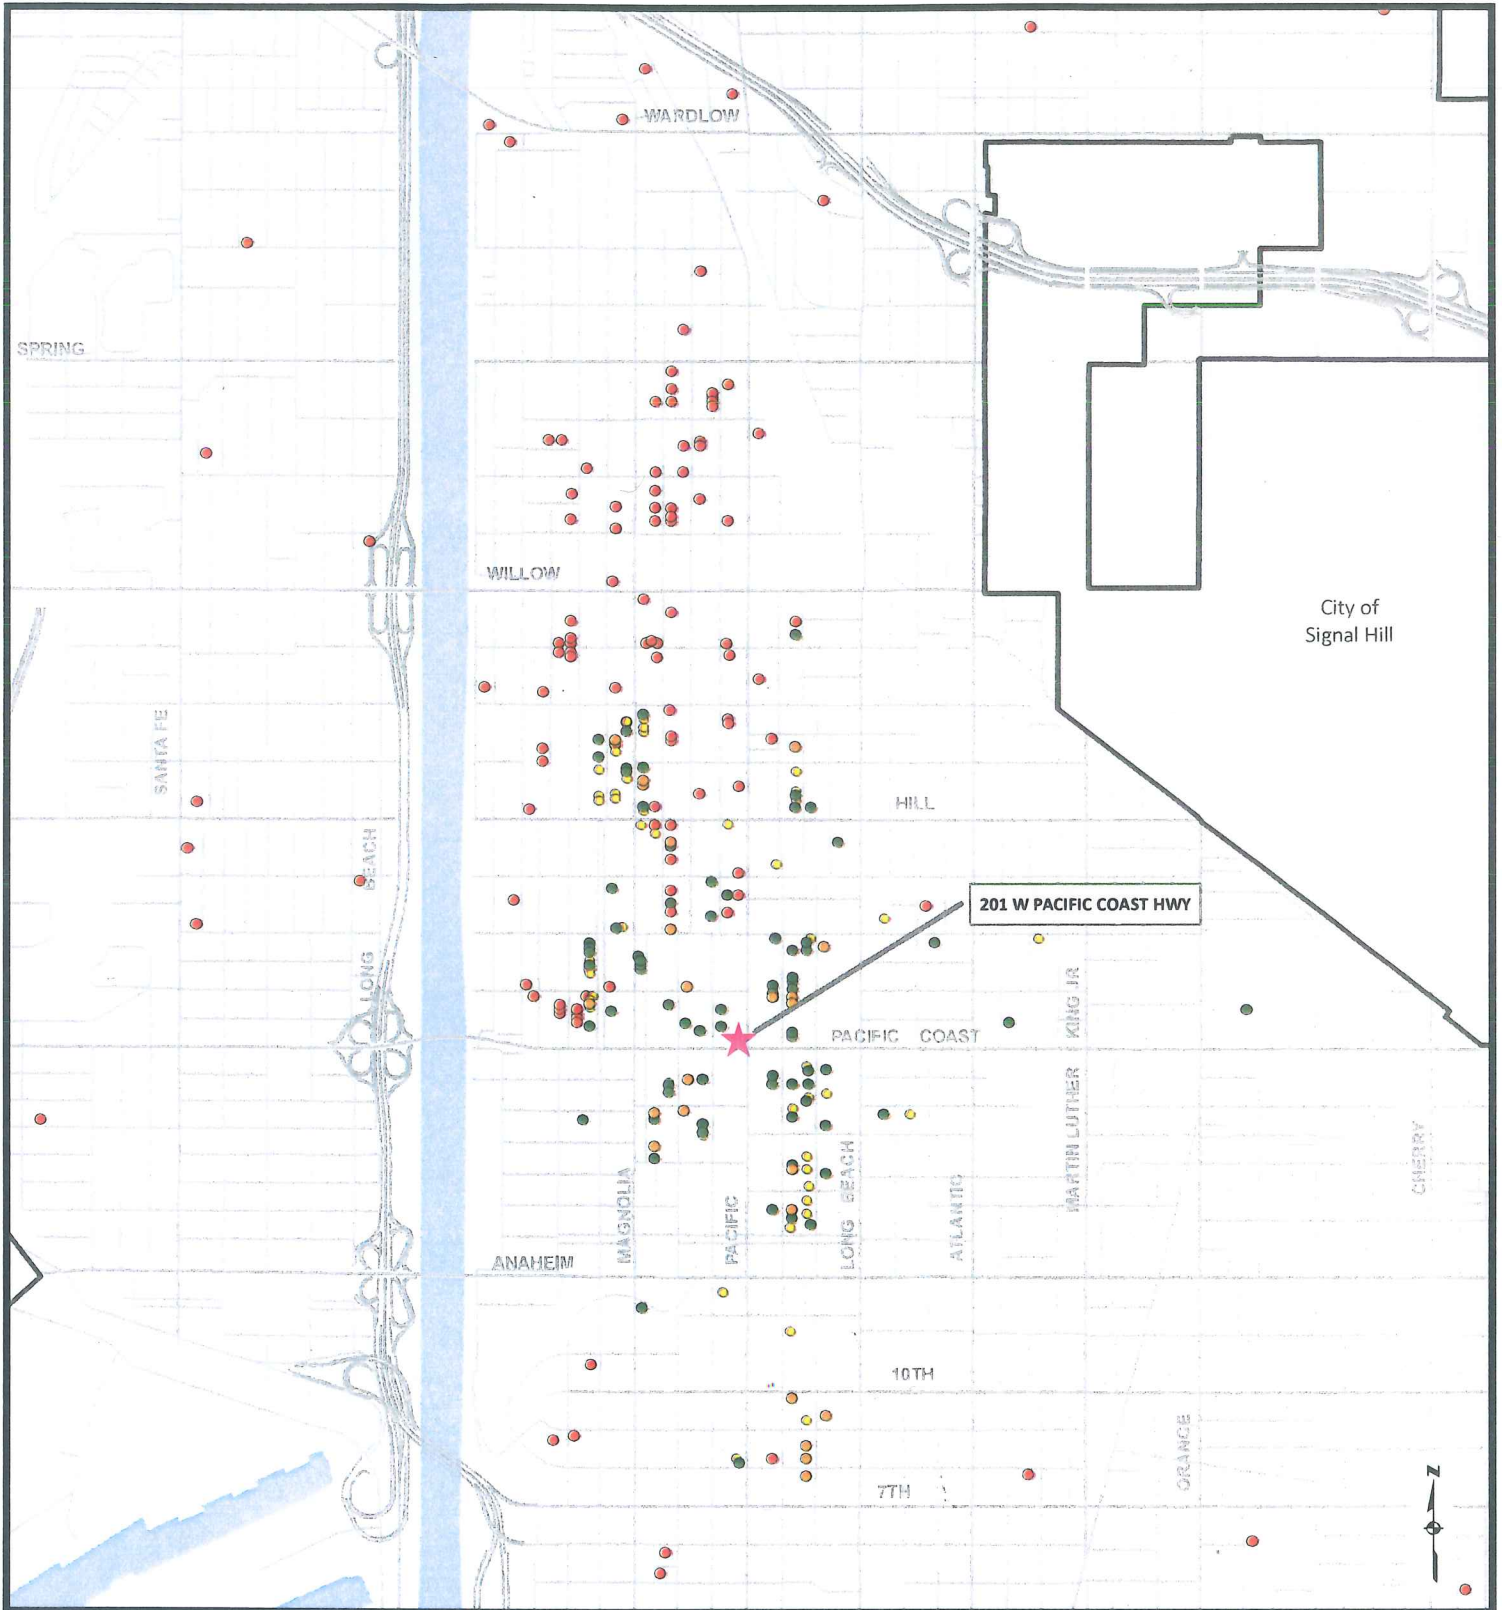 WARDLOW
SPRING
WILLOW
City of
Signal Hill
SANTA FE
HILL
LONG BEACH
201 W PACIFIC COAST HWY
PACIFIC COAST
MARTIN LUTHER KING JR
CHERRY
MAGNOLIA
PACIFIC
LONG BEACH
ATLANTIC
ANAHEIM
10TH
ORANGE
7TH
N